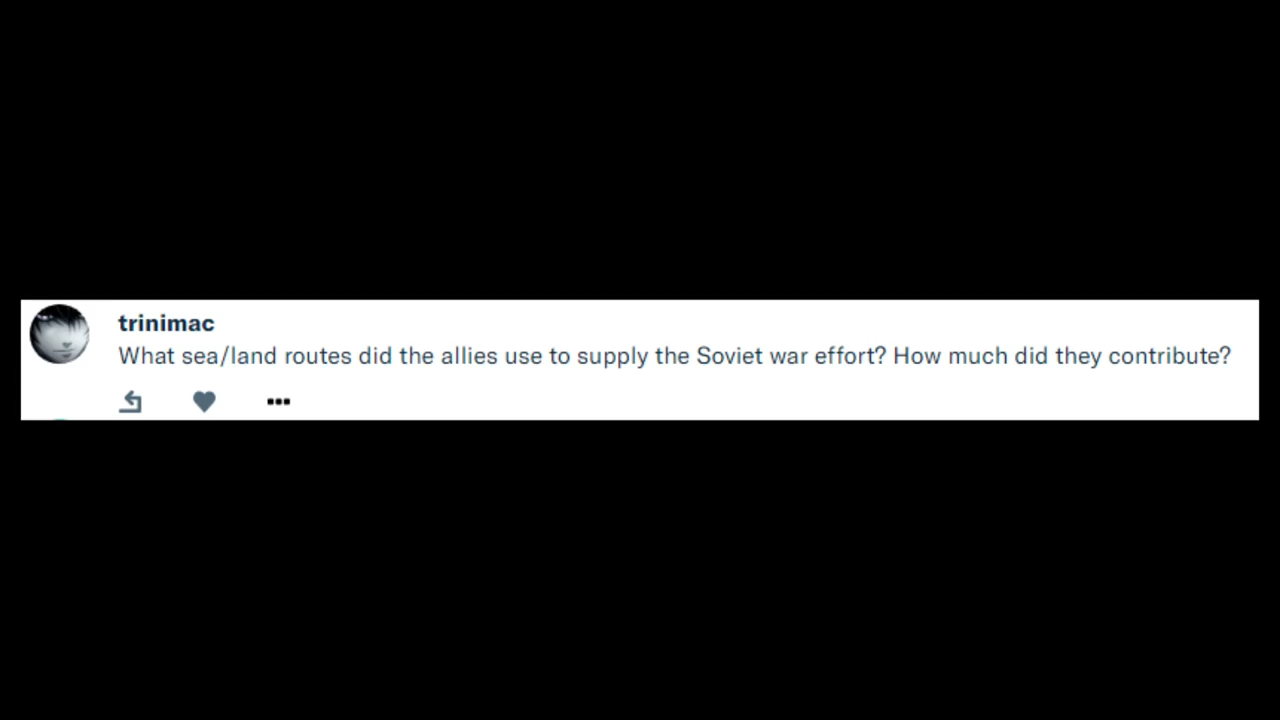 trinimac
What sea/land routes did the allies use to supply the Soviet war effort? How much did they contribute?